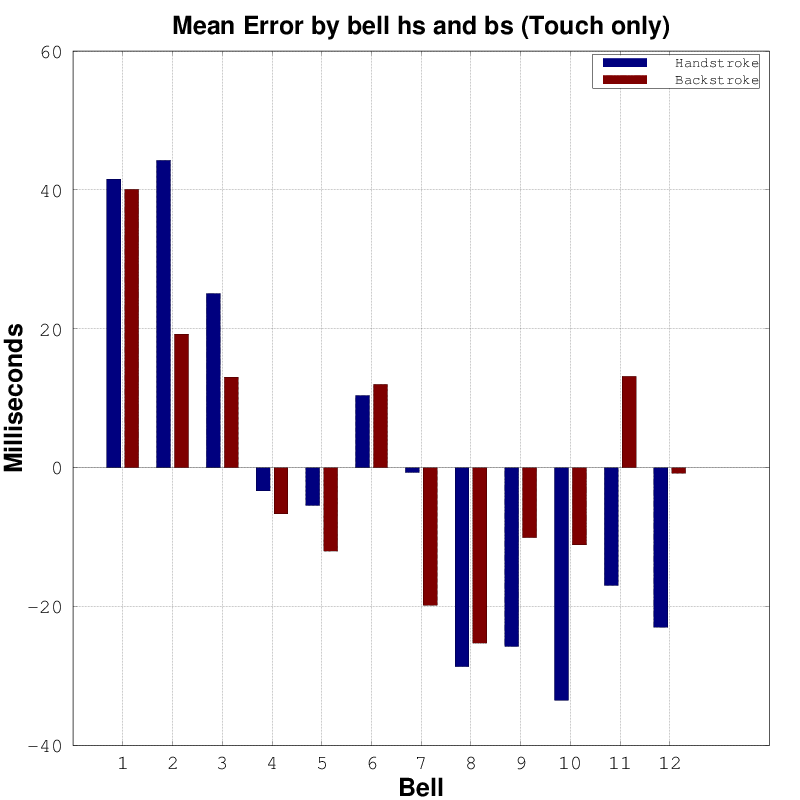 Mean Error by bell hs and bs (Touch only)
Handstroke
Backstroke
60
40
20
0
-20
-40
Milliseconds
1 2 3 4 5 6 7 8 9 10 11 12
Bell